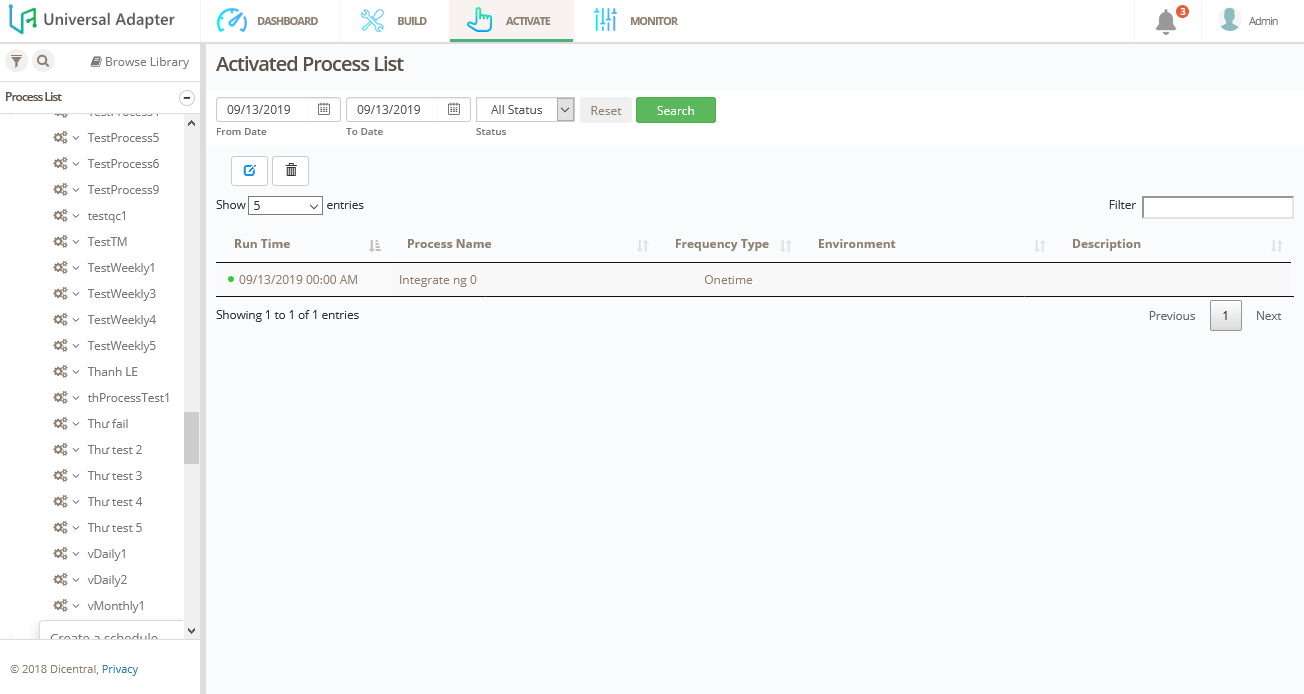 Universal Adapter
DASHBOARD
BUILD
ACTIVATE
MONITOR
3
Admin
Browse Library
Process List
TestProcess5
TestProcess6
TestProcess9
testqc1
TestTM
TestWeekly1
TestWeekly3
TestWeekly4
TestWeekly5
Thanh LE
thProcessTest1
Thư fail
Thư test 2
Thư test 3
Thư test 4
Thư test 5
vDaily1
vDaily2
vMonthly1
Create a schedule
© 2018 Dicentral, Privacy
Activated Process List
09/13/2019 09/13/2019 All Status Reset Search
From Date To Date Status
Show 5 entries
Filter
Run Time Process Name Frequency Type Environment Description
09/13/2019 00:00 AM Integrate ng 0 Onetime
Showing 1 to 1 of 1 entries
Previous 1 Next